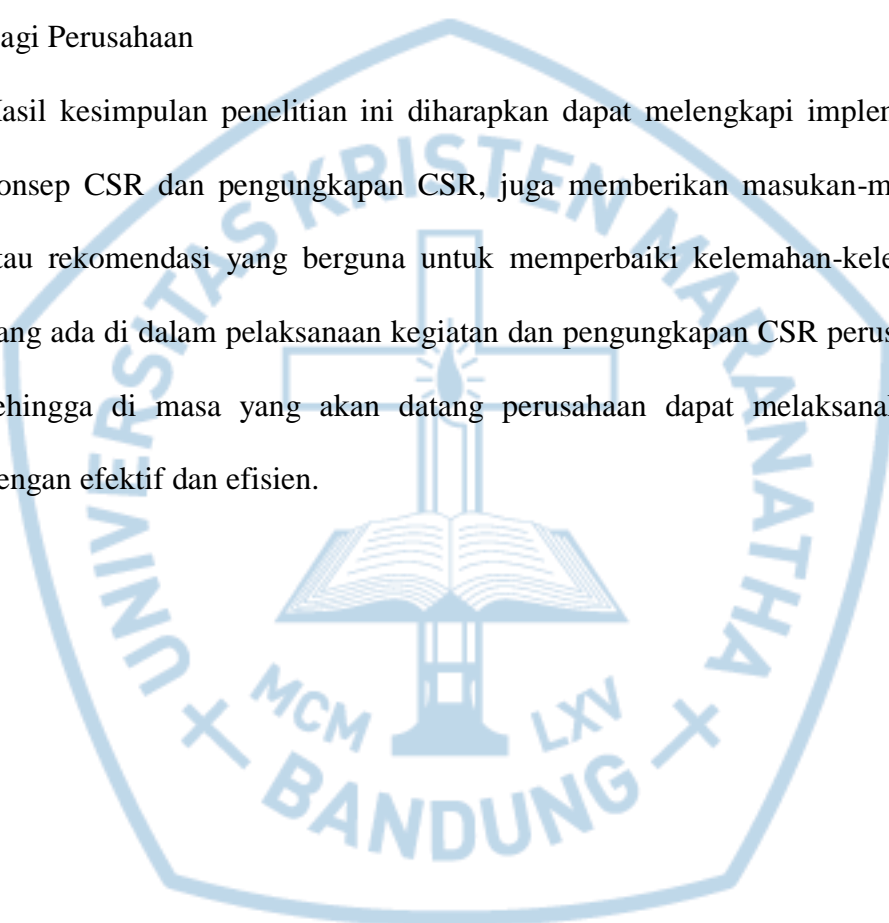 agi Perusahaan
asil kesimpulan penelitian ini diharapkan dapat melengkapi implem
onsep CSR dan pengungkapan CSR, juga memberikan masukan-m
tau rekomendasi yang berguna untuk memperbaiki kelemahan-kele
ang ada di dalam pelaksanaan kegiatan dan pengungkapan CSR perus
ehingga di masa yang akan datang perusahaan dapat melaksana
engan efektif dan efisien.
UNIVERSITAS KRISTEN MARANATHA
MCM LXV
BANDUNG